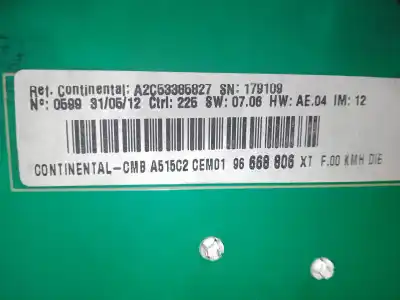 Ref. Continental: A2C53385827 SN: 179109
Nº: 0599 31/05/12 Ctrl: 225 SW: 07.06 HW: AE.04 IM: 12
CONTINENTAL-CMB A515C2 CEM01 96 668 806 XT F.00 KMH DIE